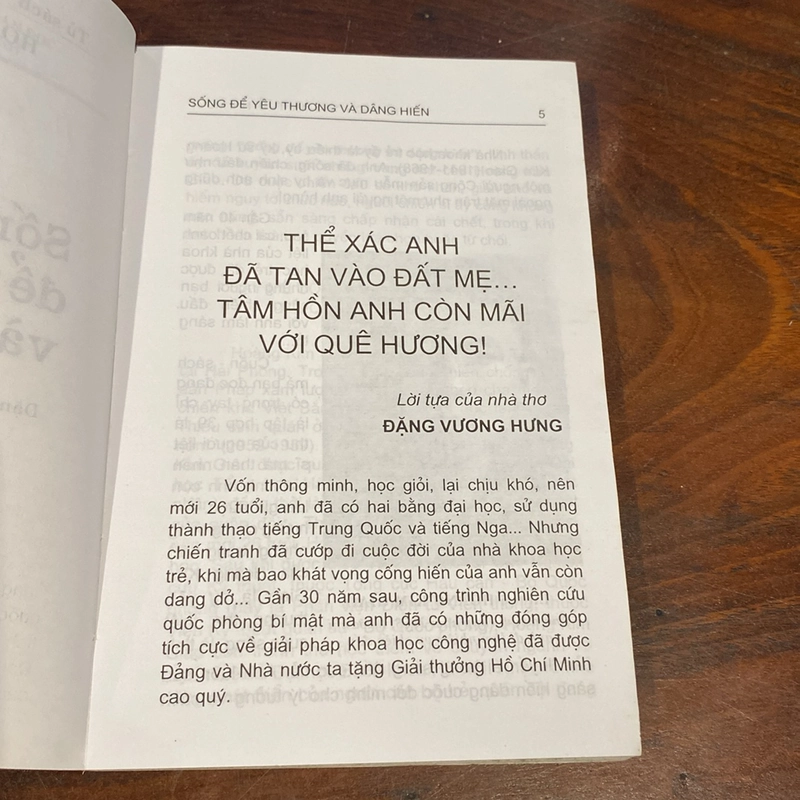 SỐNG ĐỂ YÊU THƯƠNG VÀ DÂNG HIẾN 5
THỂ XÁC ANH
ĐÃ TAN VÀO ĐẤT MẸ...
TÂM HỒN ANH CÒN MÃI
VỚI QUÊ HƯƠNG!
Lời tựa của nhà thơ
ĐẶNG VƯƠNG HƯNG
Vốn thông minh, học giỏi, lại chịu khó, nên
mới 26 tuổi, anh đã có hai bằng đại học, sử dụng
thành thạo tiếng Trung Quốc và tiếng Nga... Nhưng
chiến tranh đã cướp đi cuộc đời của nhà khoa học
trẻ, khi mà bao khát vọng cống hiến của anh vẫn còn
dang dở... Gần 30 năm sau, công trình nghiên cứu
quốc phòng bí mật mà anh đã có những đóng góp
tích cực về giải pháp khoa học công nghệ đã được
Đảng và Nhà nước ta tặng Giải thưởng Hồ Chí Minh
cao quý.